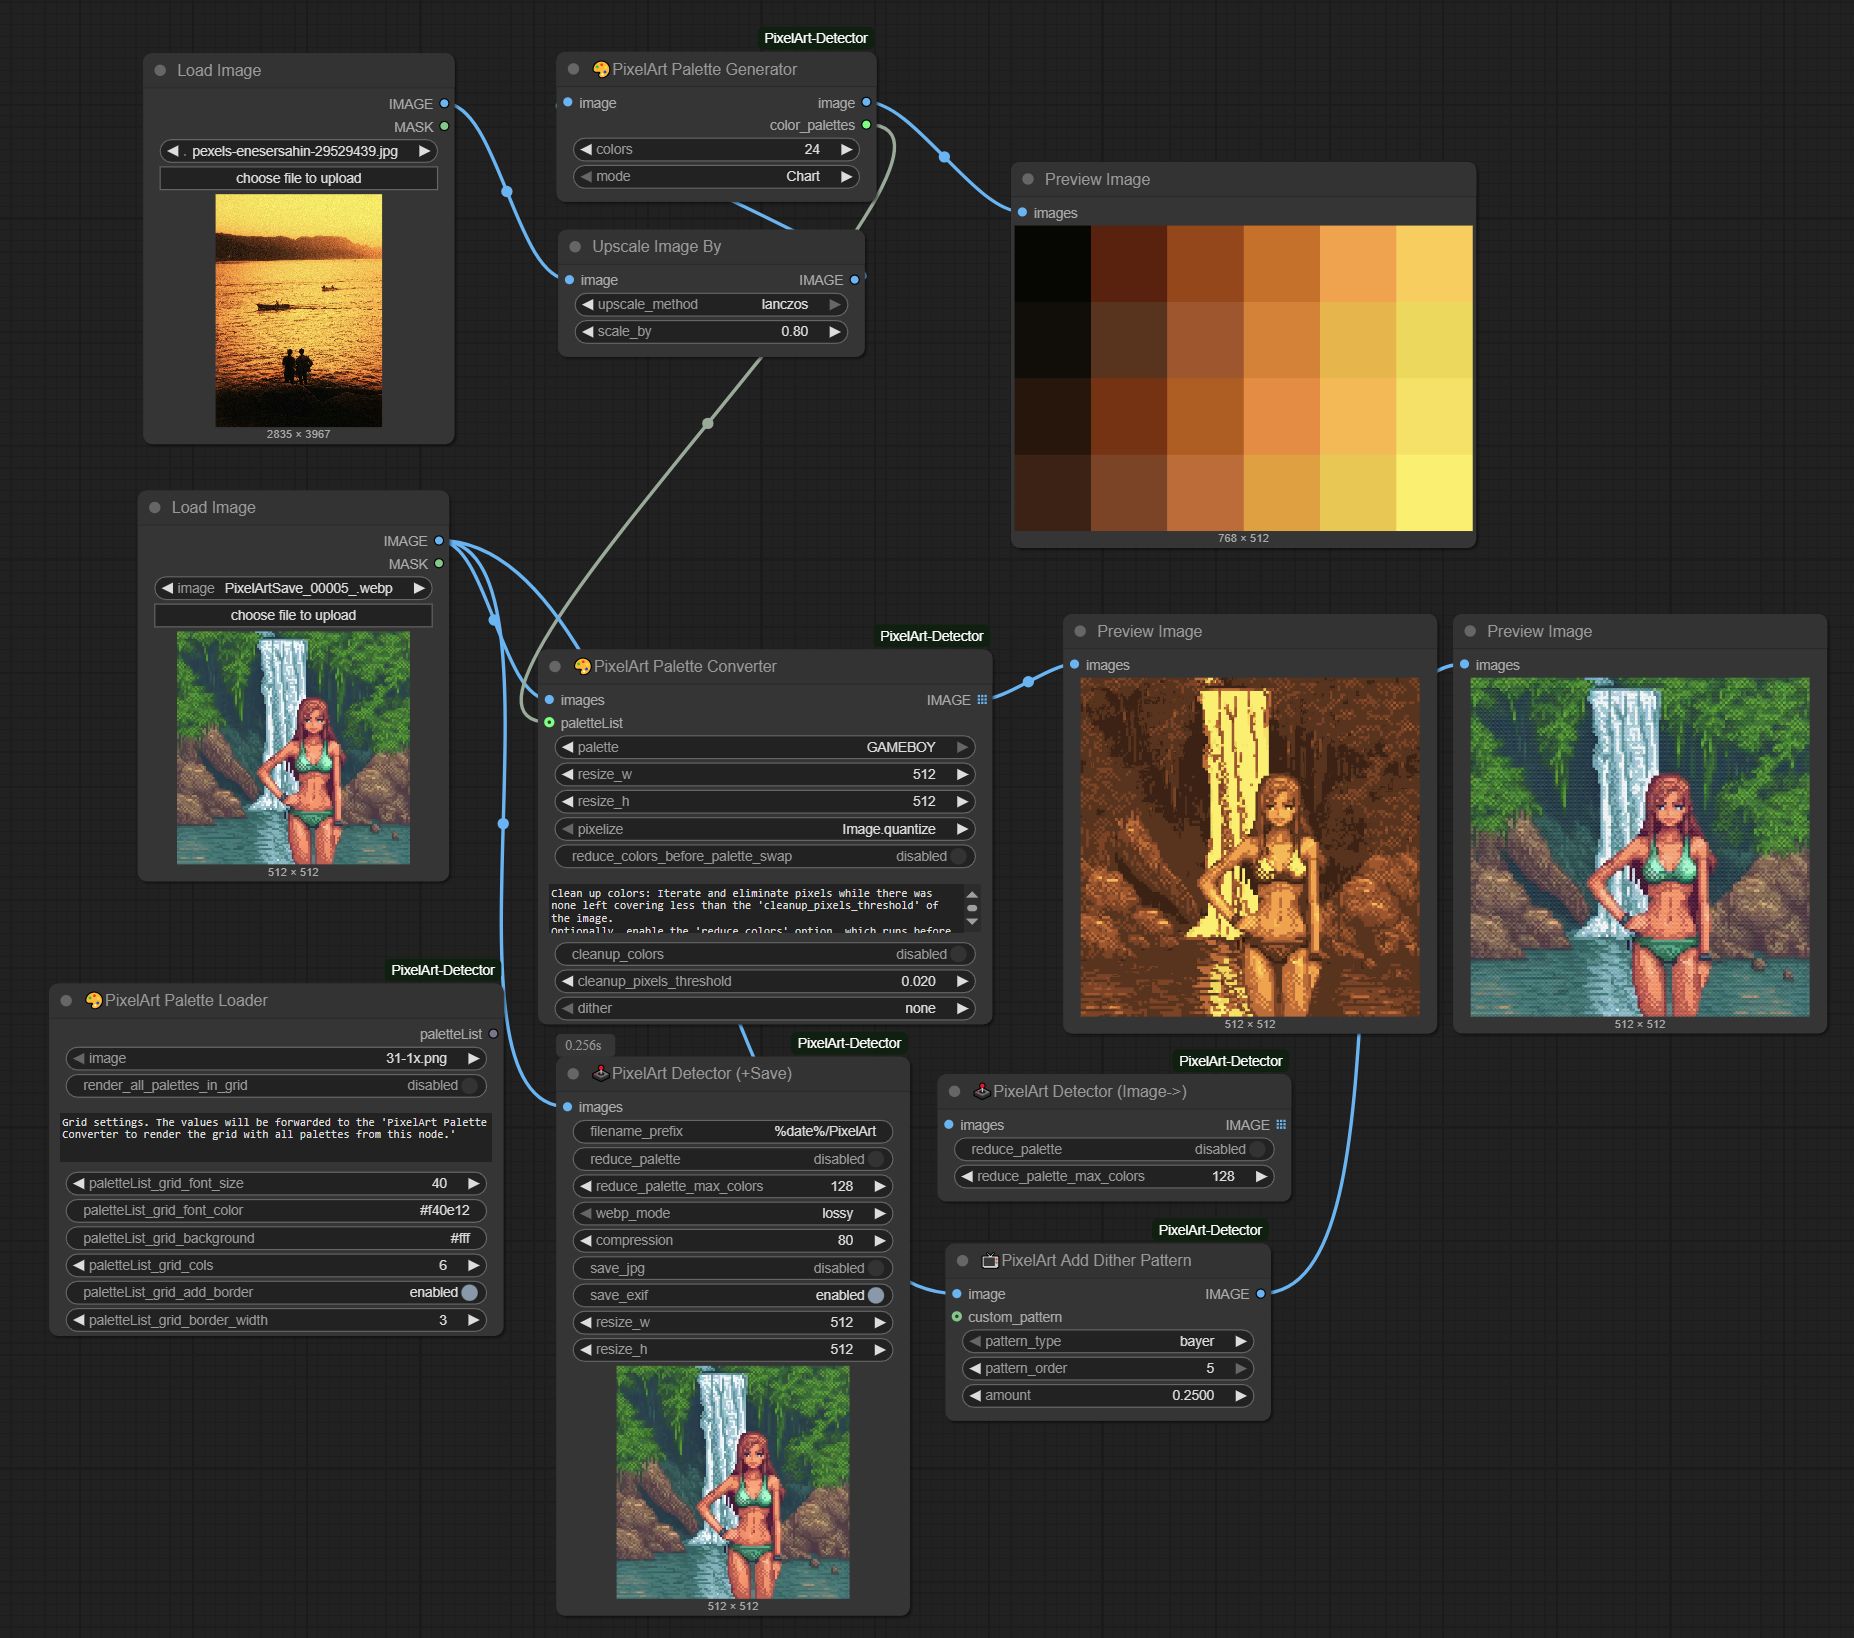 Load Image
IMAGE
MASK
. pexels-enesersahin-29529439.jpg
choose file to upload
2835 × 3967
PixelArt-Detector
PixelArt Palette Generator
image image
color_palettes
colors 24
mode Chart
Upscale Image By
image IMAGE
upscale_method lanczos
scale_by 0.80
Preview Image
images
768 × 512
Load Image
IMAGE
MASK
image PixelArtSave_00005_.webp
choose file to upload
512 × 512
PixelArt-Detector
PixelArt Palette Converter
images IMAGE
paletteList
palette GAMEBOY
resize_w 512
resize_h 512
pixelize Image.quantize
reduce_colors_before_palette_swap disabled
Clean up colors: Iterate and eliminate pixels while there was
none left covering less than the 'cleanup_pixels_threshold' of
the image.
Optionally, enable the 'reduce colors' option, which runs before
cleanup_colors disabled
cleanup_pixels_threshold 0.020
dither none
Preview Image
images
512 × 512
Preview Image
images
512 × 512
PixelArt-Detector
PixelArt Palette Loader
paletteList
image 31-1x.png
render_all_palettes_in_grid disabled
Grid settings. The values will be forwarded to the 'PixelArt Palette
Converter to render the grid with all palettes from this node.'
paletteList_grid_font_size 40
paletteList_grid_font_color #f40e12
paletteList_grid_background #fff
paletteList_grid_cols 6
paletteList_grid_add_border enabled
paletteList_grid_border_width 3
0.256s
PixelArt-Detector
PixelArt Detector (+Save)
images
filename_prefix %date%/PixelArt
reduce_palette disabled
reduce_palette_max_colors 128
webp_mode lossy
compression 80
save_jpg disabled
save_exif enabled
resize_w 512
resize_h 512
512 × 512
PixelArt-Detector
PixelArt Detector (Image->)
images IMAGE
reduce_palette disabled
reduce_palette_max_colors 128
PixelArt-Detector
PixelArt Add Dither Pattern
image IMAGE
custom_pattern
pattern_type bayer
pattern_order 5
amount 0.2500